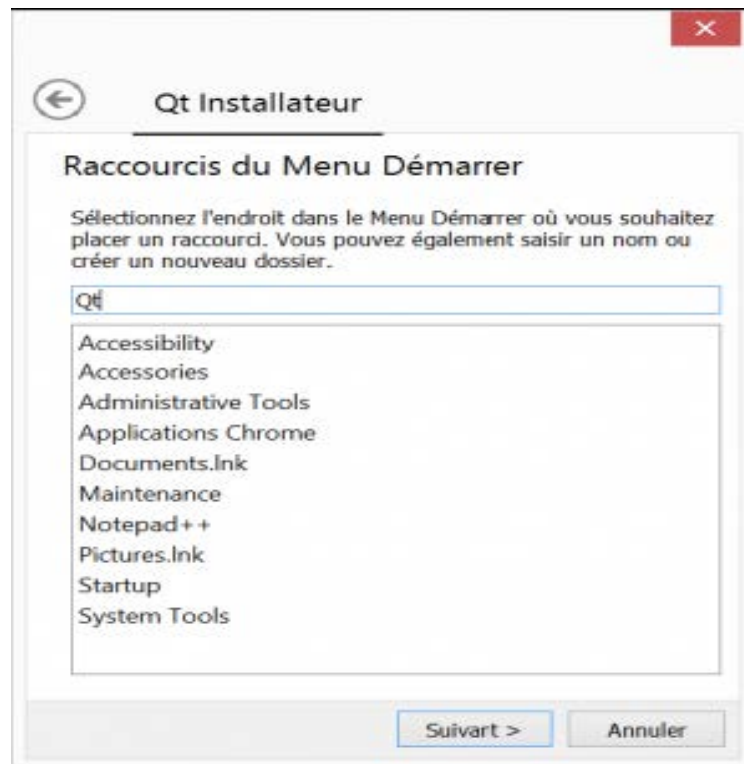 Qt Installateur
Raccourcis du Menu Démarrer
Sélectionnez l'endroit dans le Menu Démarrer où vous souhaitez
placer un raccourci. Vous pouvez également saisir un nom ou
créer un nouveau dossier.
Qt
Accessibility
Accessories
Administrative Tools
Applications Chrome
Documents.lnk
Maintenance
Notepad++
Pictures.lnk
Startup
System Tools
Suivart >
Annuler